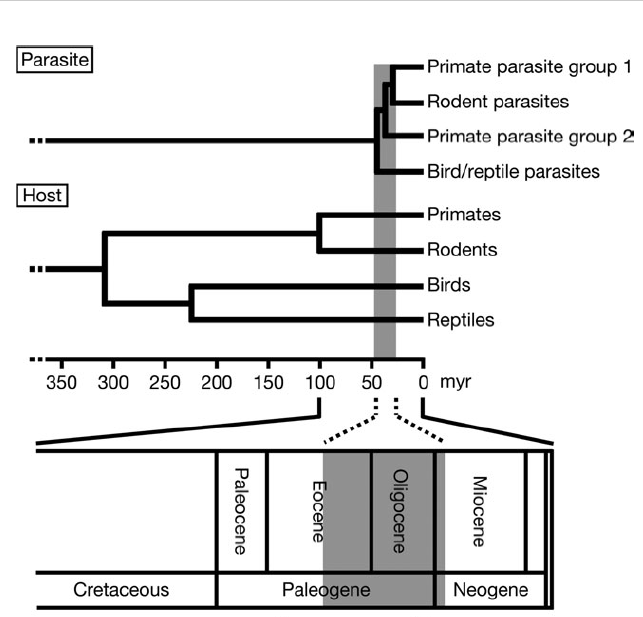 Parasite
Primate parasite group 1
Rodent parasites
Primate parasite group 2
Bird/reptile parasites
Host
Primates
Rodents
Birds
Reptiles
350 300 250 200 150 100 50 0 myr
Paleocene
Eocene
Oligocene
Miocene
Cretaceous Paleogene Neogene